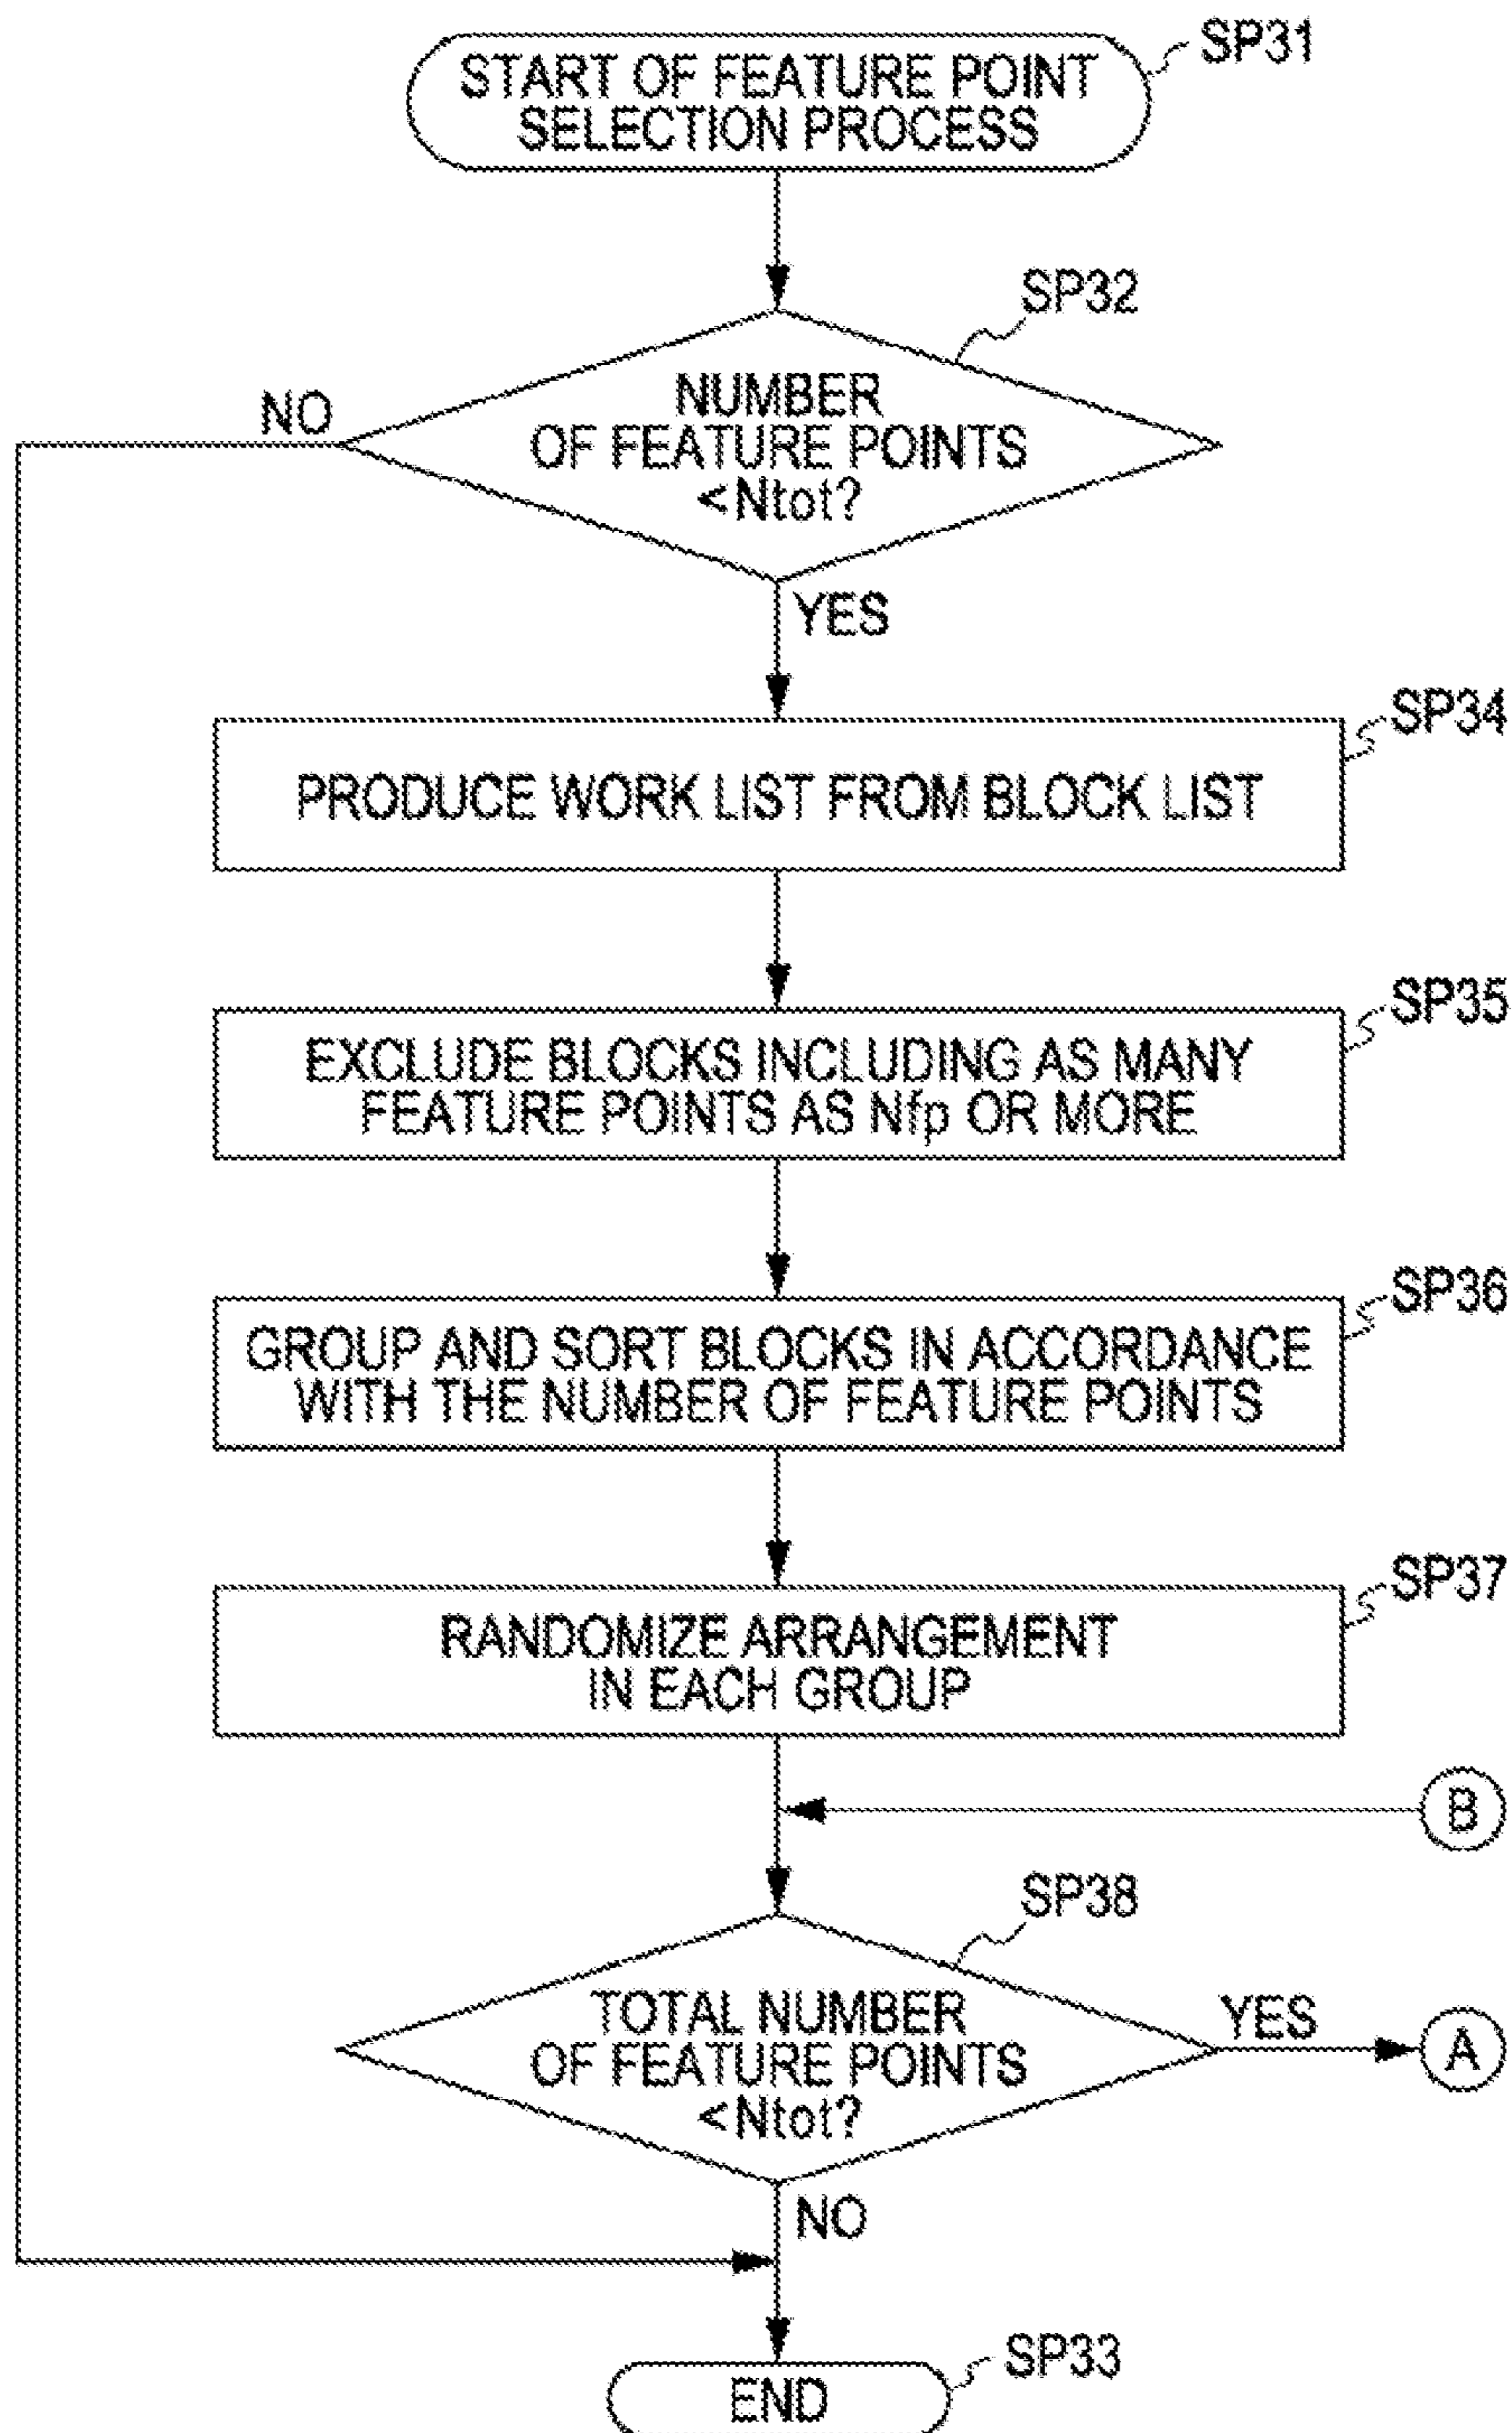 START OF FEATURE POINT
SELECTION PROCESS
SP31
SP32
NUMBER
OF FEATURE POINTS
<Ntot?
NO
YES
SP34
PRODUCE WORK LIST FROM BLOCK LIST
SP35
EXCLUDE BLOCKS INCLUDING AS MANY
FEATURE POINTS AS Nfp OR MORE
SP36
GROUP AND SORT BLOCKS IN ACCORDANCE
WITH THE NUMBER OF FEATURE POINTS
SP37
RANDOMIZE ARRANGEMENT
IN EACH GROUP
B
SP38
TOTAL NUMBER
OF FEATURE POINTS
<Ntot?
YES
A
NO
SP33
END